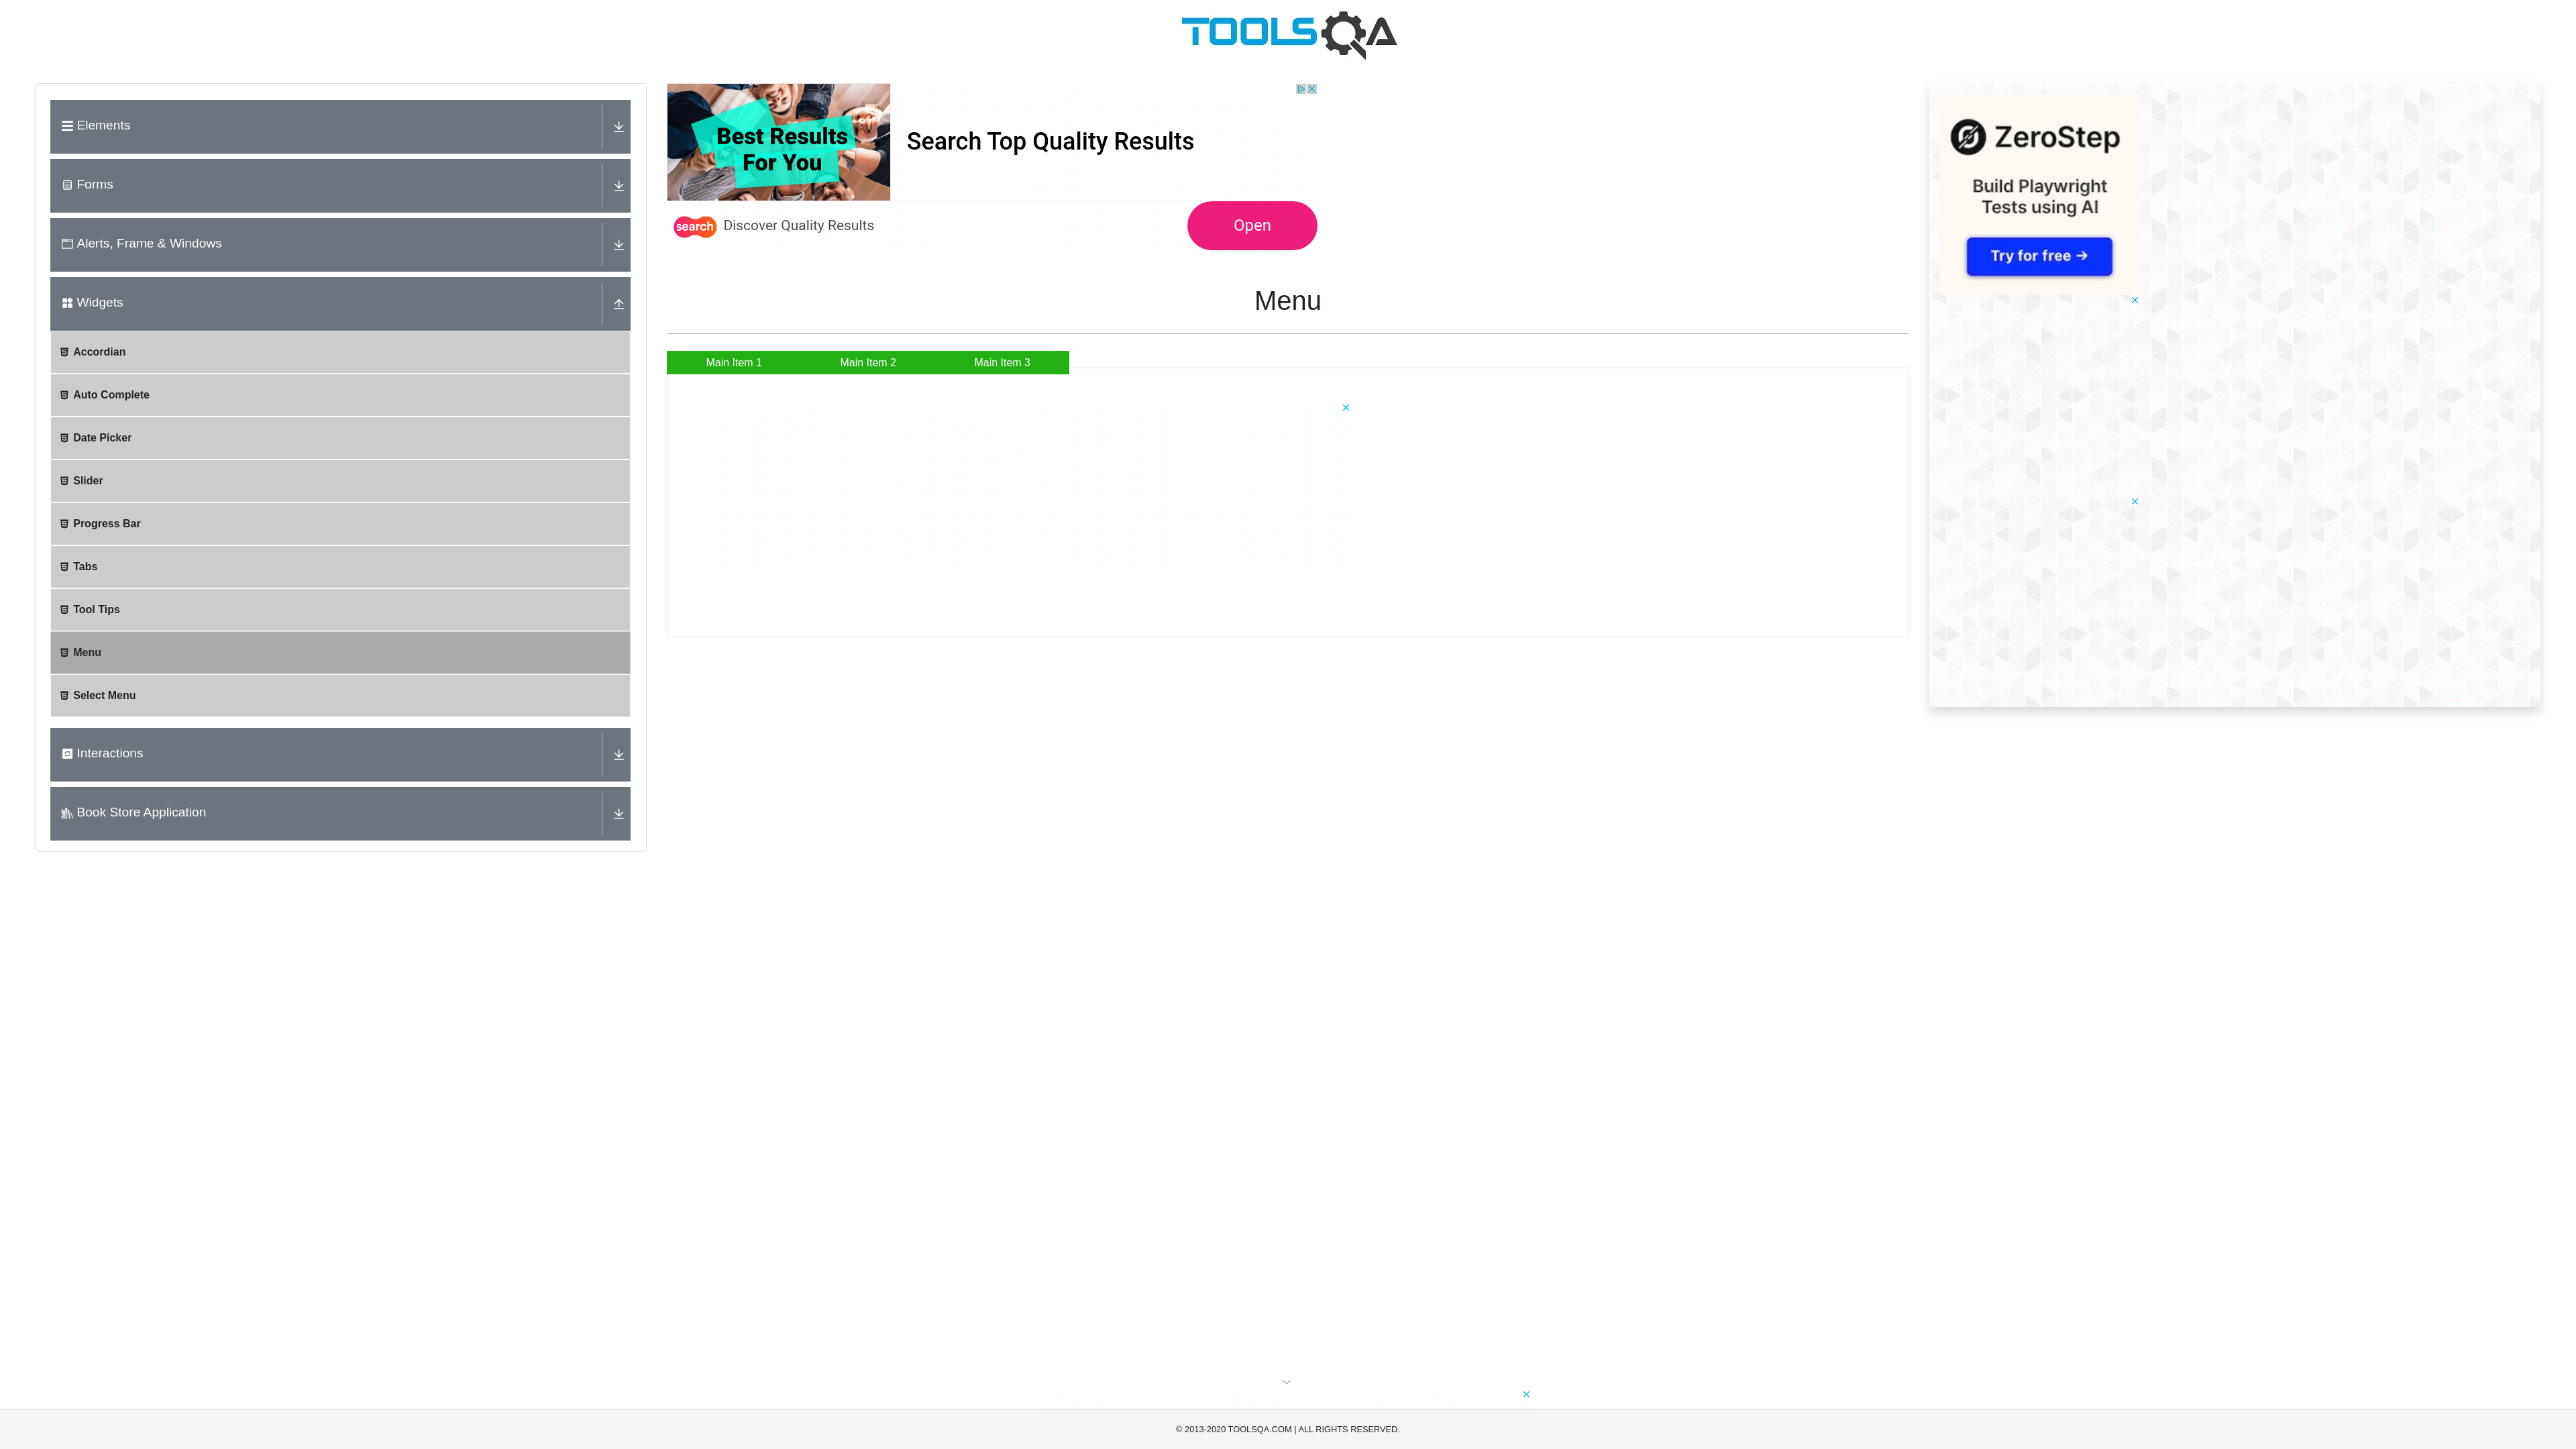 TOOLSQA
Elements
Forms
Alerts, Frame & Windows
Widgets
Accordian
Auto Complete
Date Picker
Slider
Progress Bar
Tabs
Tool Tips
Menu
Select Menu
Interactions
Book Store Application
Best Results
For You
Search Top Quality Results
search
Discover Quality Results
Open
Menu
Main Item 1
Main Item 2
Main Item 3
ZeroStep
Build Playwright
Tests using AI
Try for free →
© 2013-2020 TOOLSQA.COM | ALL RIGHTS RESERVED.